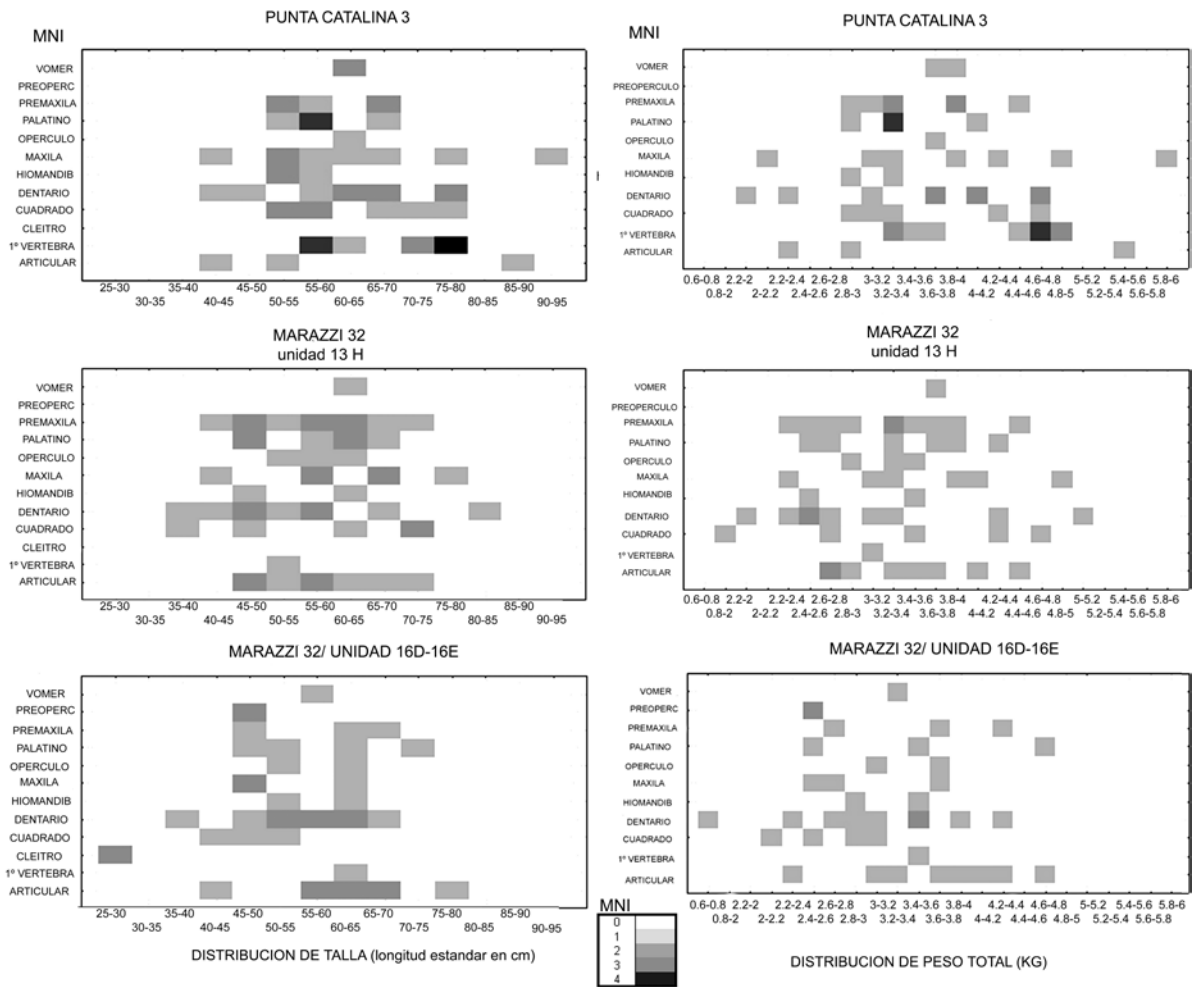 PUNTA CATALINA 3
MNI
VOMER
PREOPERC
PREMAXILA
PALATINO
OPERCULO
MAXILA
HIOMANDIB
DENTARIO
CUADRADO
CLEITRO
1º VERTEBRA
ARTICULAR
25-30 35-40 45-50 55-60 65-70 75-80 85-90
30-35 40-45 50-55 60-65 70-75 80-85 90-95
PUNTA CATALINA 3
MNI
VOMER
PREOPERCULO
PREMAXILA
PALATINO
OPERCULO
MAXILA
HIOMANDIB
DENTARIO
CUADRADO
1º VERTEBRA
ARTICULAR
0.6-0.8 2.2-2 2.2-2.4 2.6-2.8 3-3.2 3.4-3.6 3.8-4 4.2-4.4 4.6-4.8 5-5.2 5.4-5.6 5.8-6
0.8-2 2-2.2 2.4-2.6 2.8-3 3.2-3.4 3.6-3.8 4-4.2 4.4-4.6 4.8-5 5.2-5.4 5.6-5.8
MARAZZI 32
unidad 13 H
VOMER
PREOPERC
PREMAXILA
PALATINO
OPERCULO
MAXILA
HIOMANDIB
DENTARIO
CUADRADO
CLEITRO
1º VERTEBRA
ARTICULAR
25-30 35-40 45-50 55-60 65-70 75-80 85-90
30-35 40-45 50-55 60-65 70-75 80-85 90-95
MARAZZI 32
unidad 13 H
VOMER
PREOPERCULO
PREMAXILA
PALATINO
OPERCULO
MAXILA
HIOMANDIB
DENTARIO
CUADRADO
1º VERTEBRA
ARTICULAR
0.6-0.8 2.2-2 2.2-2.4 2.6-2.8 3-3.2 3.4-3.6 3.8-4 4.2-4.4 4.6-4.8 5-5.2 5.4-5.6 5.8-6
0.8-2 2-2.2 2.4-2.6 2.8-3 3.2-3.4 3.6-3.8 4-4.2 4.4-4.6 4.8-5 5.2-5.4 5.6-5.8
MARAZZI 32/ UNIDAD 16D-16E
VOMER
PREOPERC
PREMAXILA
PALATINO
OPERCULO
MAXILA
HIOMANDIB
DENTARIO
CUADRADO
CLEITRO
1º VERTEBRA
ARTICULAR
25-30 35-40 45-50 55-60 65-70 75-80 85-90
30-35 40-45 50-55 60-65 70-75 80-85 90-95
DISTRIBUCION DE TALLA (longitud estandar en cm)
MARAZZI 32/ UNIDAD 16D-16E
VOMER
PREOPERC
PREMAXILA
PALATINO
OPERCULO
MAXILA
HIOMANDIB
DENTARIO
CUADRADO
1º VERTEBRA
ARTICULAR
0.6-0.8 2.2-2 2.2-2.4 2.6-2.8 3-3.2 3.4-3.6 3.8-4 4.2-4.4 4.6-4.8 5-5.2 5.4-5.6 5.8-6
0.8-2 2-2.2 2.4-2.6 2.8-3 3.2-3.4 3.6-3.8 4-4.2 4.4-4.6 4.8-5 5.2-5.4 5.6-5.8
DISTRIBUCION DE PESO TOTAL (KG)
MNI
0
1
2
3
4